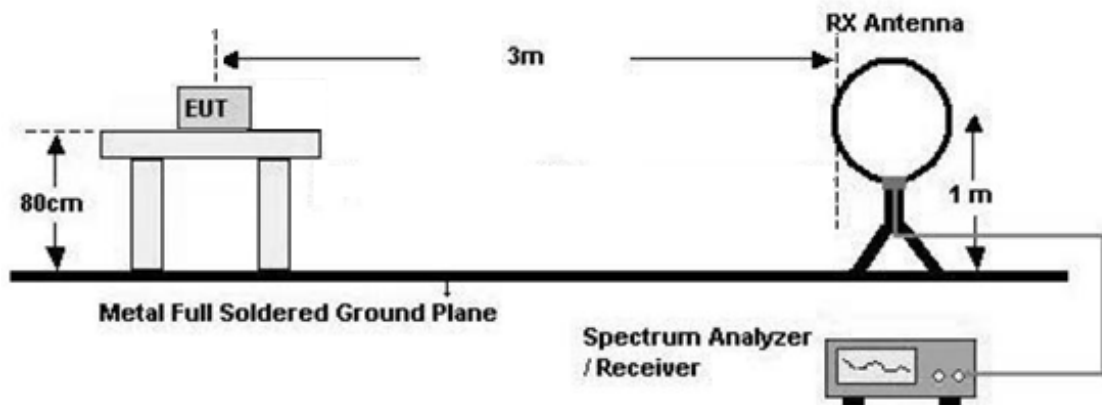 RX Antenna
3m
EUT
80cm
1 m
Metal Full Soldered Ground Plane
Spectrum Analyzer
/ Receiver